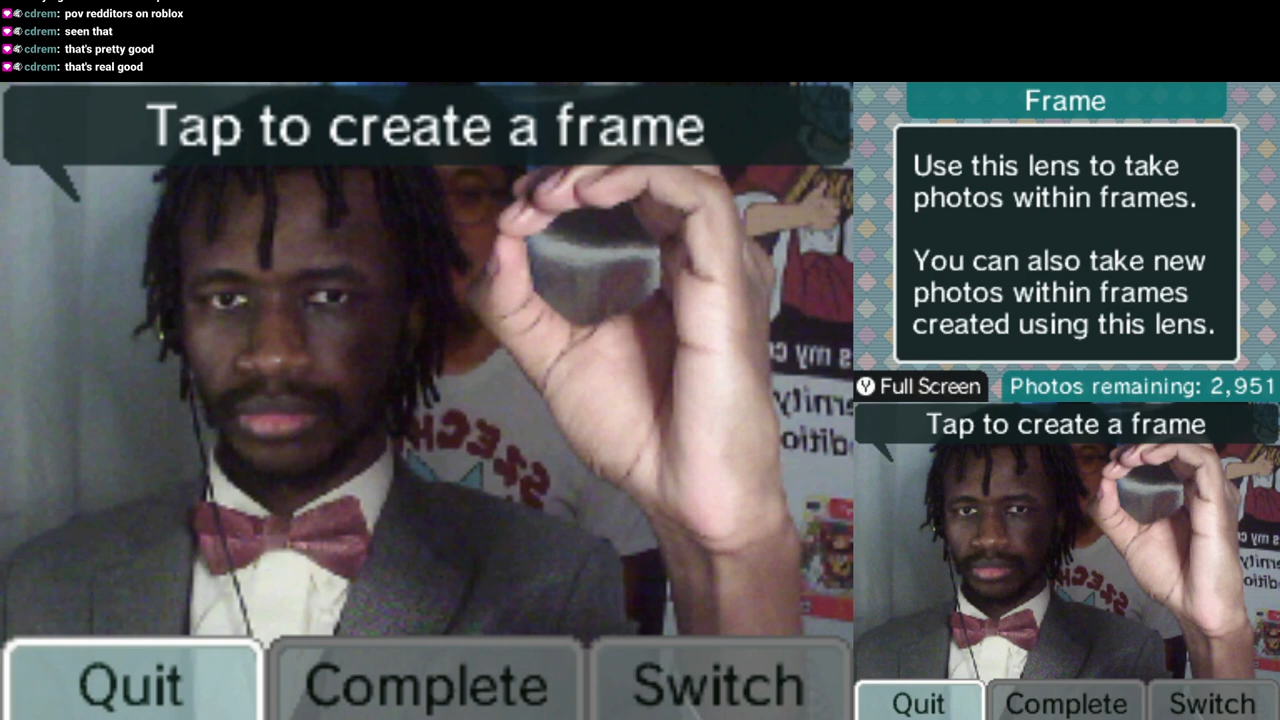 cdrem: pov redditors on roblox
cdrem: seen that
cdrem: that's pretty good
cdrem: that's real good
Tap to create a frame
Quit
Complete
Switch
Frame
Use this lens to take
photos within frames.
You can also take new
photos within frames
created using this lens.
Y Full Screen
Photos remaining: 2,951
Tap to create a frame
Quit
Complete
Switch